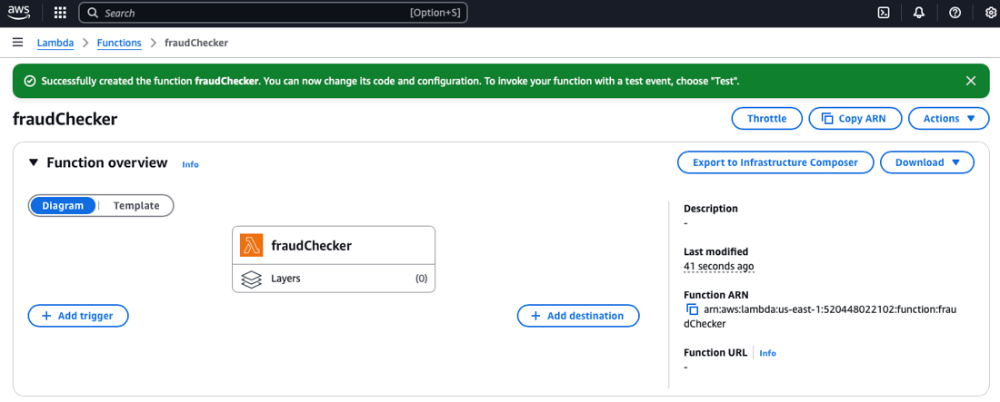 aws
Search [Option+S]
Lambda > Functions > fraudChecker
Successfully created the function fraudChecker. You can now change its code and configuration. To invoke your function with a test event, choose "Test".
fraudChecker
Throttle Copy ARN Actions
Function overview Info
Export to Infrastructure Composer Download
Diagram Template
fraudChecker
Layers (0)
+ Add trigger
+ Add destination
Description
-
Last modified
41 seconds ago
Function ARN
arn:aws:lambda:us-east-1:520448022102:function:frau
dChecker
Function URL Info
-